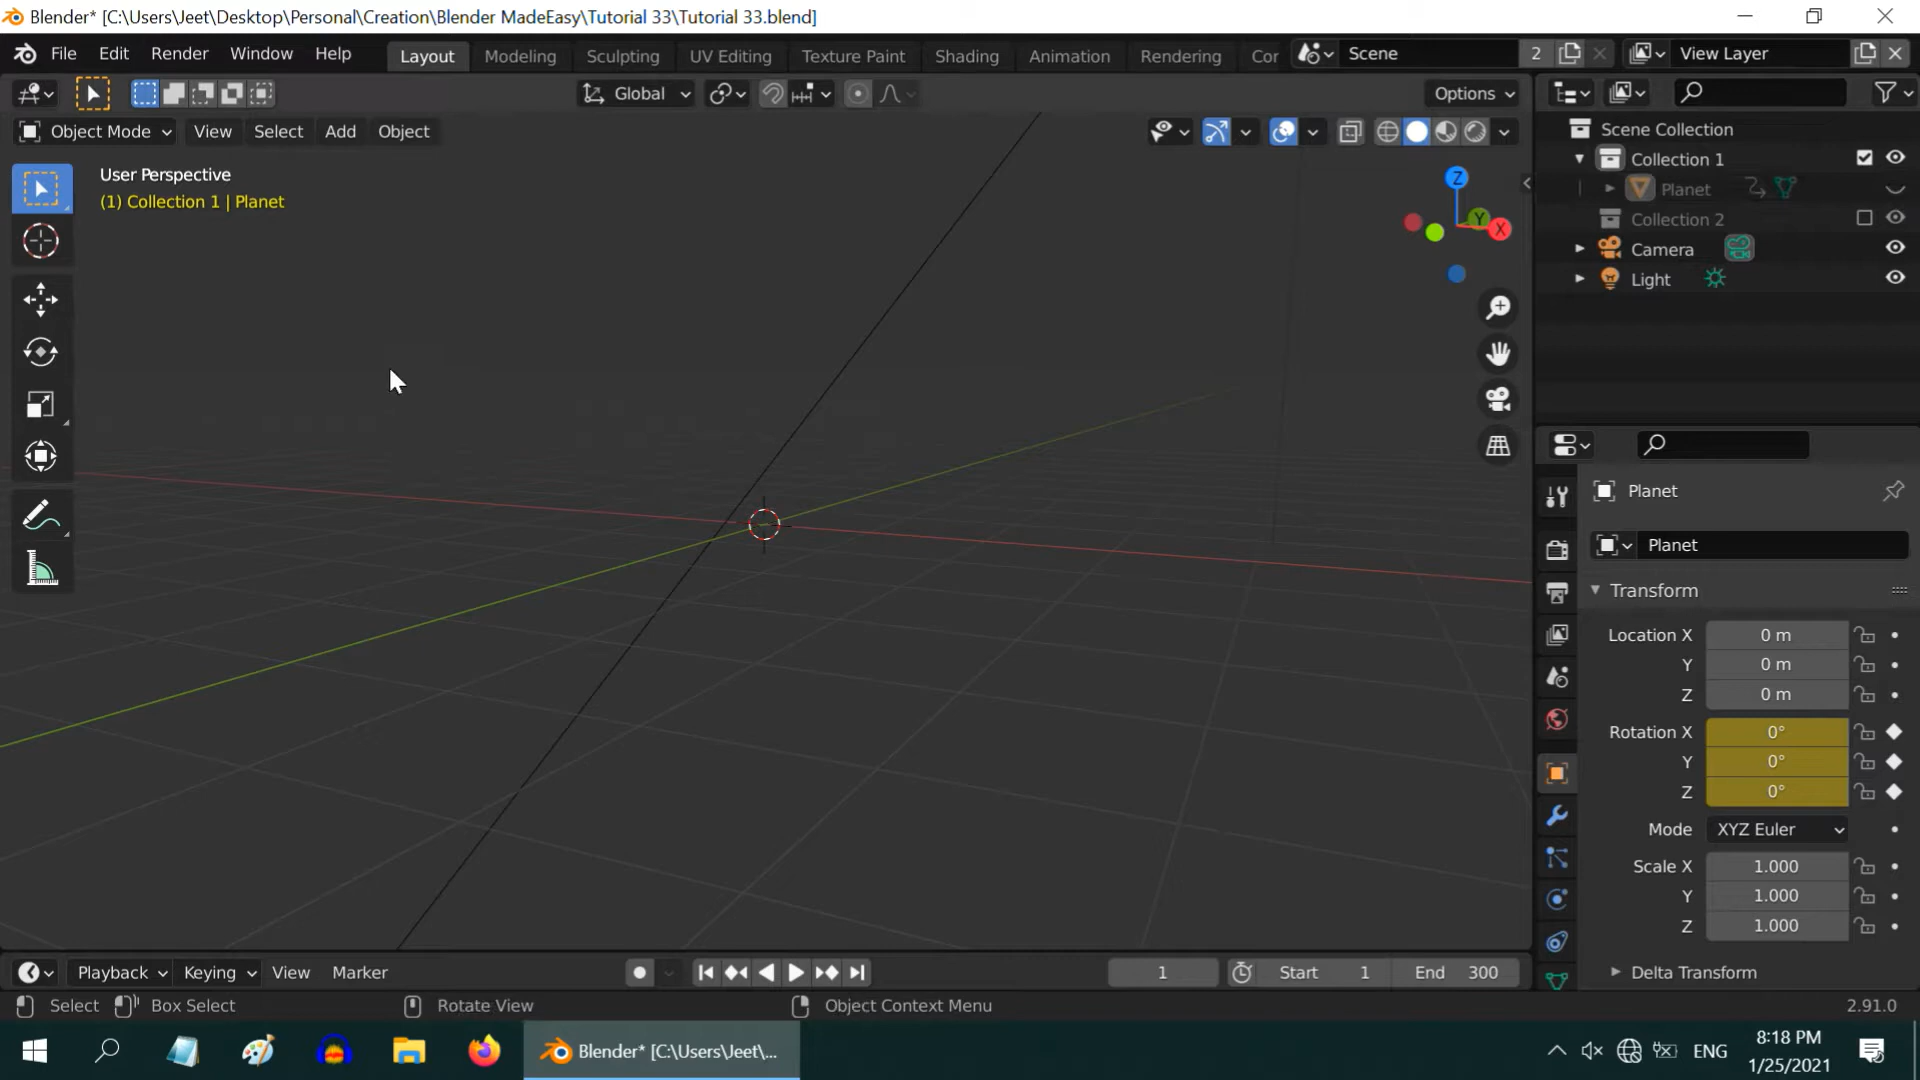 Blender* [C:\Users\Jeet\Desktop\Personal\Creation\Blender MadeEasy\Tutorial 33\Tutorial 33.blend]
File Edit Render Window Help Layout Modeling Sculpting UV Editing Texture Paint Shading Animation Rendering Cor Scene 2 View Layer
Global Options
Object Mode View Select Add Object
User Perspective
(1) Collection 1 | Planet
Z
Y
X
Scene Collection
Collection 1
Planet
Collection 2
Camera
Light
Planet
Planet
Transform
Location X 0 m
Y 0 m
Z 0 m
Rotation X 0°
Y 0°
Z 0°
Mode XYZ Euler
Scale X 1.000
Y 1.000
Z 1.000
Delta Transform
Playback Keying View Marker 1 Start 1 End 300
Select Box Select Rotate View Object Context Menu 2.91.0
Blender* [C:\Users\Jeet\... ENG 8:18 PM
1/25/2021